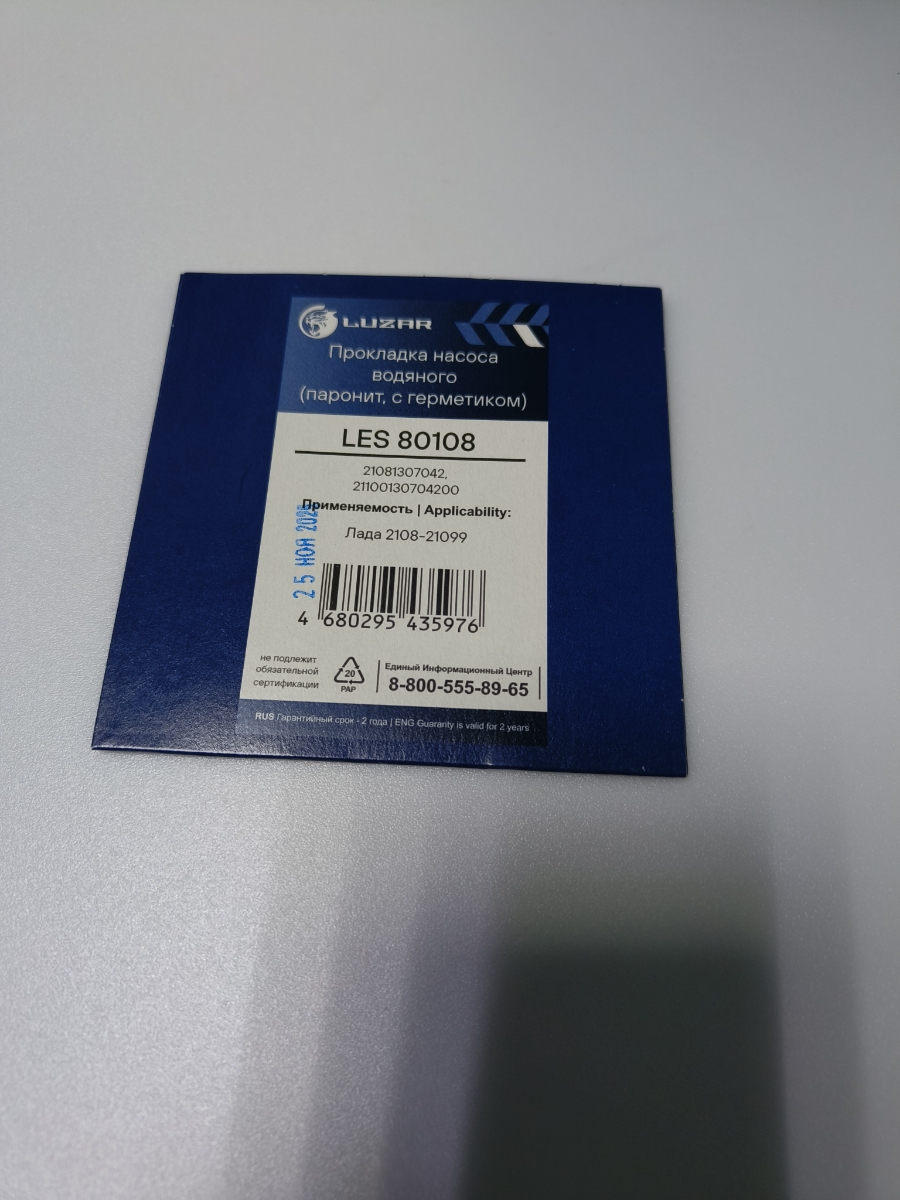 LUZAR
Прокладка насоса
водяного
(паронит, с герметиком)
LES 80108
21081307042,
21100130704200
Применяемость | Applicability:
Лада 2108-21099
25 НОЯ
4 680295 435976
не подлежит
обязательной
сертификации
20
PAP
Единый Информационный Центр
8-800-555-89-65
RUS Гарантийный срок - 2 года | ENG Guaranty is valid for 2 years